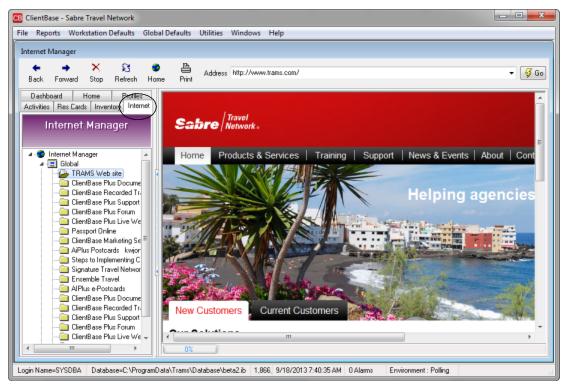 ClientBase - Sabre Travel Network
File Reports Workstation Defaults Global Defaults Utilities Windows Help
Internet Manager
Back Forward Stop Refresh Home Print Address http://www.trams.com/ Go
Dashboard Home Profiles
Activities Res Cards Inventory Internet
Internet Manager
Sabre Travel Network®
Home Products & Services Training Support News & Events About Cont
Helping agencies
Internet Manager
Global
TRAMS Web site
ClientBase Plus Docume
ClientBase Recorded Tra
ClientBase Plus Support
ClientBase Plus Forum
ClientBase Plus Live We
Passport Online
ClientBase Marketing Se
AiPlus Postcards kwjor
Steps to Implementing C
Signature Travel Networ
Ensemble Travel
AIPlus e-Postcards
ClientBase Plus Docume
ClientBase Recorded Tra
ClientBase Plus Support
ClientBase Plus Forum
ClientBase Plus Live We
New Customers Current Customers
Our Solutions
0%
Login Name=SYSDBA Database=C:\ProgramData\Trams\Database\beta2.ib 1,866, 9/18/2013 7:40:35 AM 0 Alarms Environment : Polling